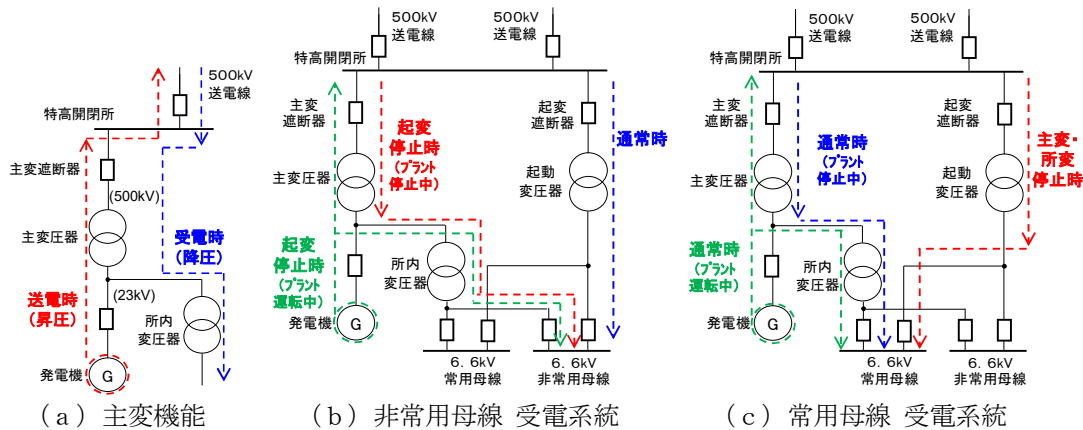 500kV
送電線
特高開閉所
主変遮断器
(500kV)
主変圧器
受電時
(降圧)
(23kV)
送電時
(昇圧)
所内
変圧器
発電機
G
(a) 主変機能
500kV
送電線
500kV
送電線
特高開閉所
主変
遮断器
起変
遮断器
起変
停止時
(プラント
停止中)
通常時
主変圧器
起動
変圧器
起変
停止時
(プラント
運転中)
所内
変圧器
発電機
G
6.6kV
常用母線
6.6kV
非常用母線
(b) 非常用母線 受電系統
500kV
送電線
500kV
送電線
特高開閉所
主変
遮断器
起変
遮断器
通常時
(プラント
停止中)
主変・
所変
停止時
主変圧器
起動
変圧器
通常時
(プラント
運転中)
所内
変圧器
発電機
G
6.6kV
常用母線
6.6kV
非常用母線
(c) 常用母線 受電系統